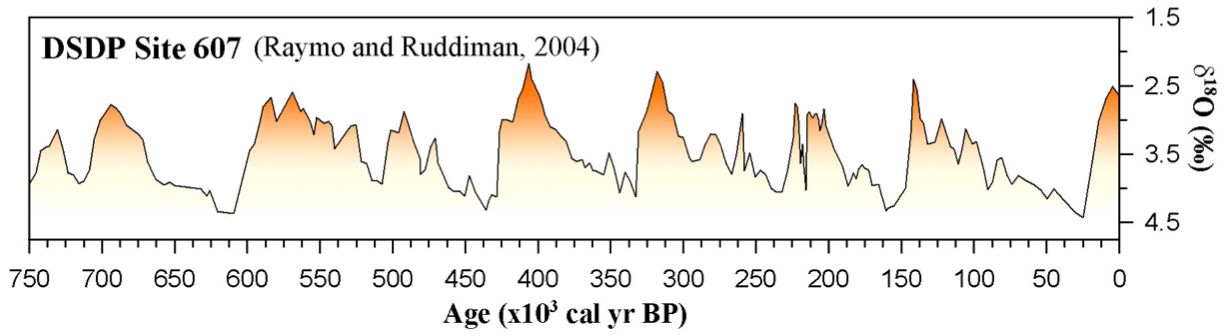 DSDP Site 607 (Raymo and Ruddiman, 2004)
1.5
2.5
3.5
4.5
δ¹⁸O (‰)
750 700 650 600 550 500 450 400 350 300 250 200 150 100 50 0
Age (x10³ cal yr BP)